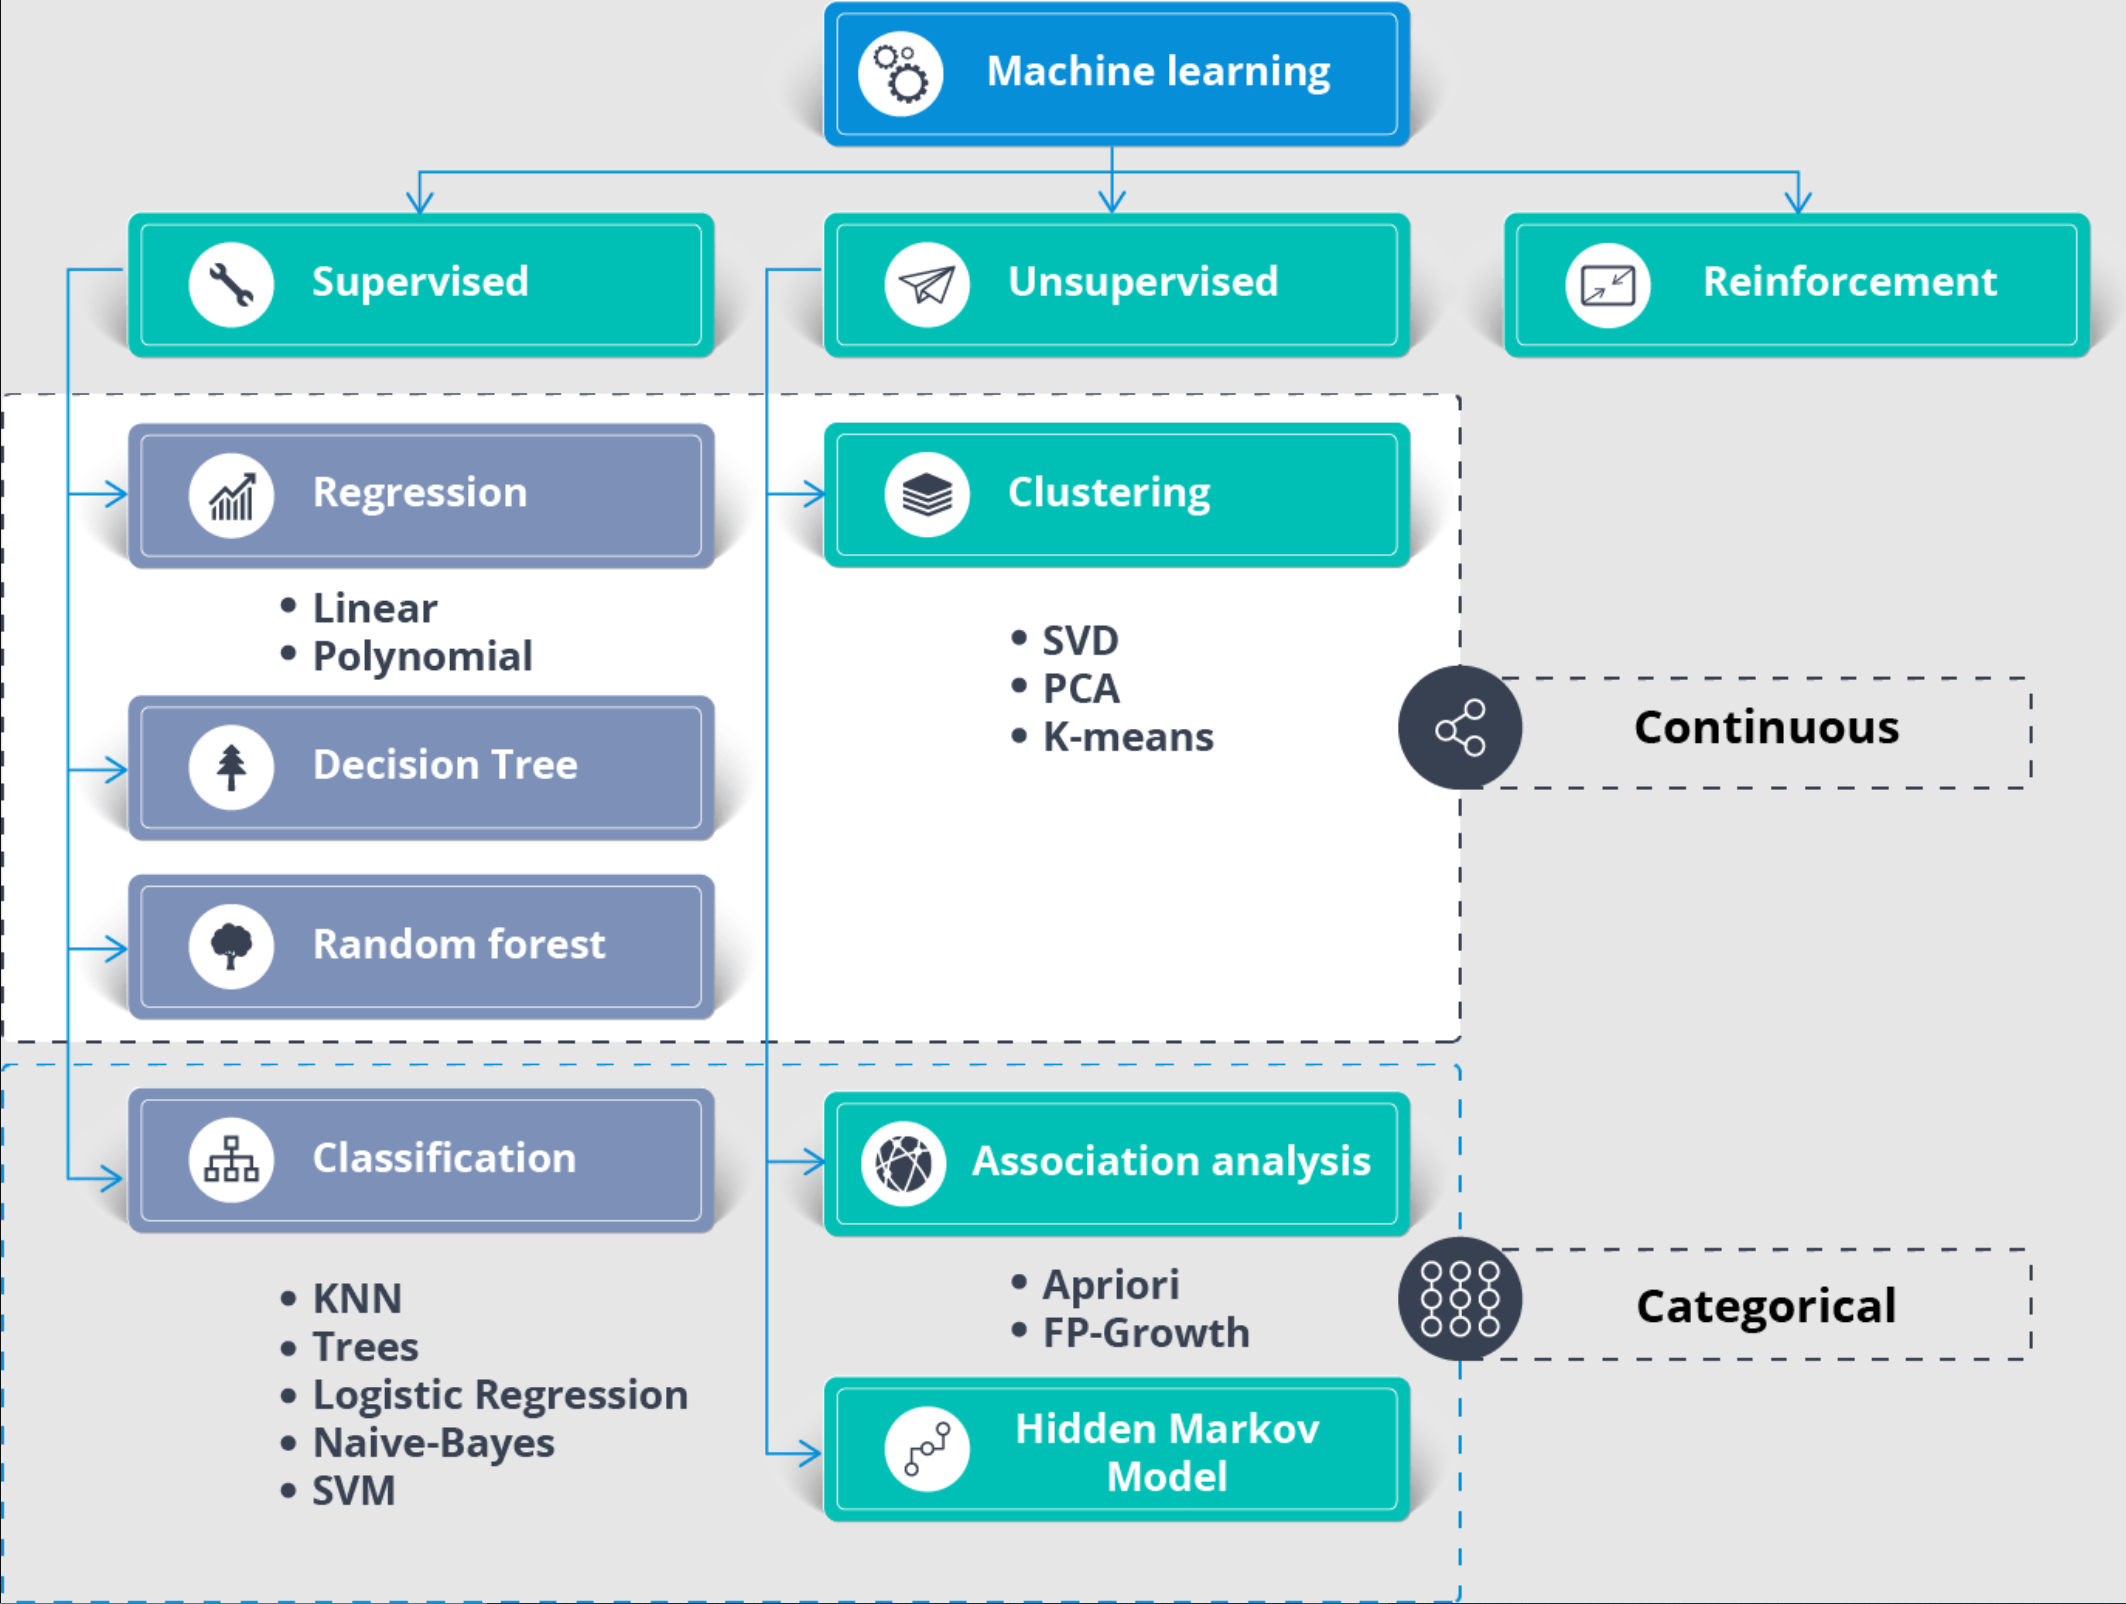 Machine learning
Supervised
Unsupervised
Reinforcement
Regression
• Linear
• Polynomial
Decision Tree
Random forest
Clustering
• SVD
• PCA
• K-means
Continuous
Classification
• KNN
• Trees
• Logistic Regression
• Naive-Bayes
• SVM
Association analysis
• Apriori
• FP-Growth
Hidden Markov
Model
Categorical